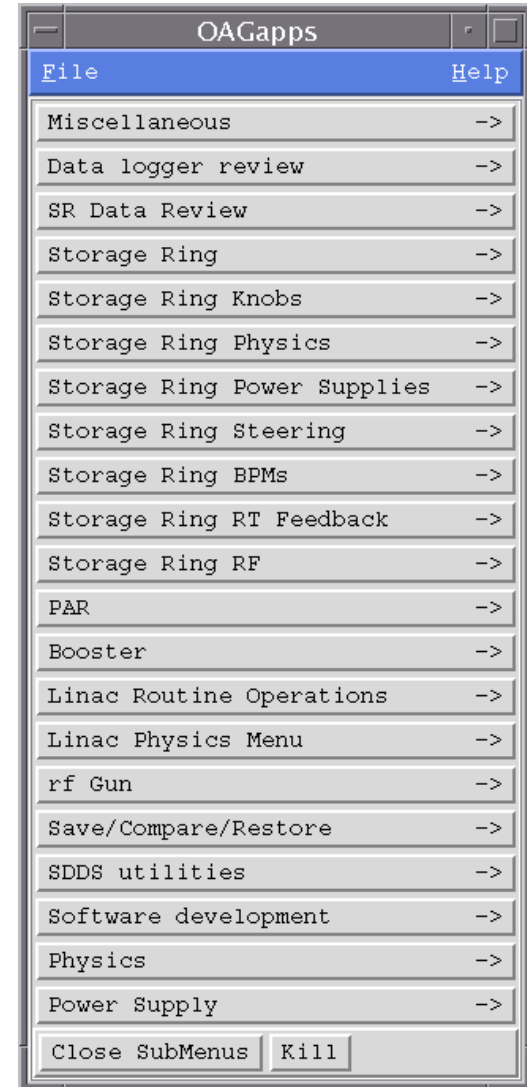 OAGapps
File Help
Miscellaneous ->
Data logger review ->
SR Data Review ->
Storage Ring ->
Storage Ring Knobs ->
Storage Ring Physics ->
Storage Ring Power Supplies ->
Storage Ring Steering ->
Storage Ring BPMs ->
Storage Ring RT Feedback ->
Storage Ring RF ->
PAR ->
Booster ->
Linac Routine Operations ->
Linac Physics Menu ->
rf Gun ->
Save/Compare/Restore ->
SDDS utilities ->
Software development ->
Physics ->
Power Supply ->
Close SubMenus Kill